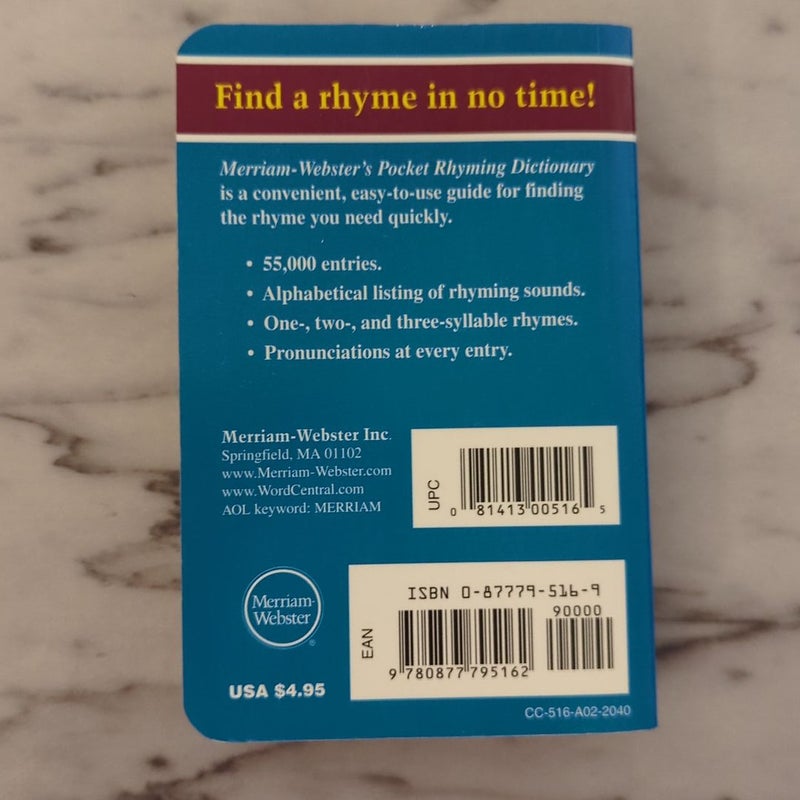 Find a rhyme in no time!
Merriam-Webster's Pocket Rhyming Dictionary
is a convenient, easy-to-use guide for finding
the rhyme you need quickly.
• 55,000 entries.
• Alphabetical listing of rhyming sounds.
• One-, two-, and three-syllable rhymes.
• Pronunciations at every entry.
Merriam-Webster Inc.
Springfield, MA 01102
www.Merriam-Webster.com
www.WordCentral.com
AOL keyword: MERRIAM
UPC
0 81413 00516 5
Merriam-
Webster
®
USA $4.95
ISBN 0-87779-516-9
90000
EAN
9 780877 795162
CC-516-A02-2040